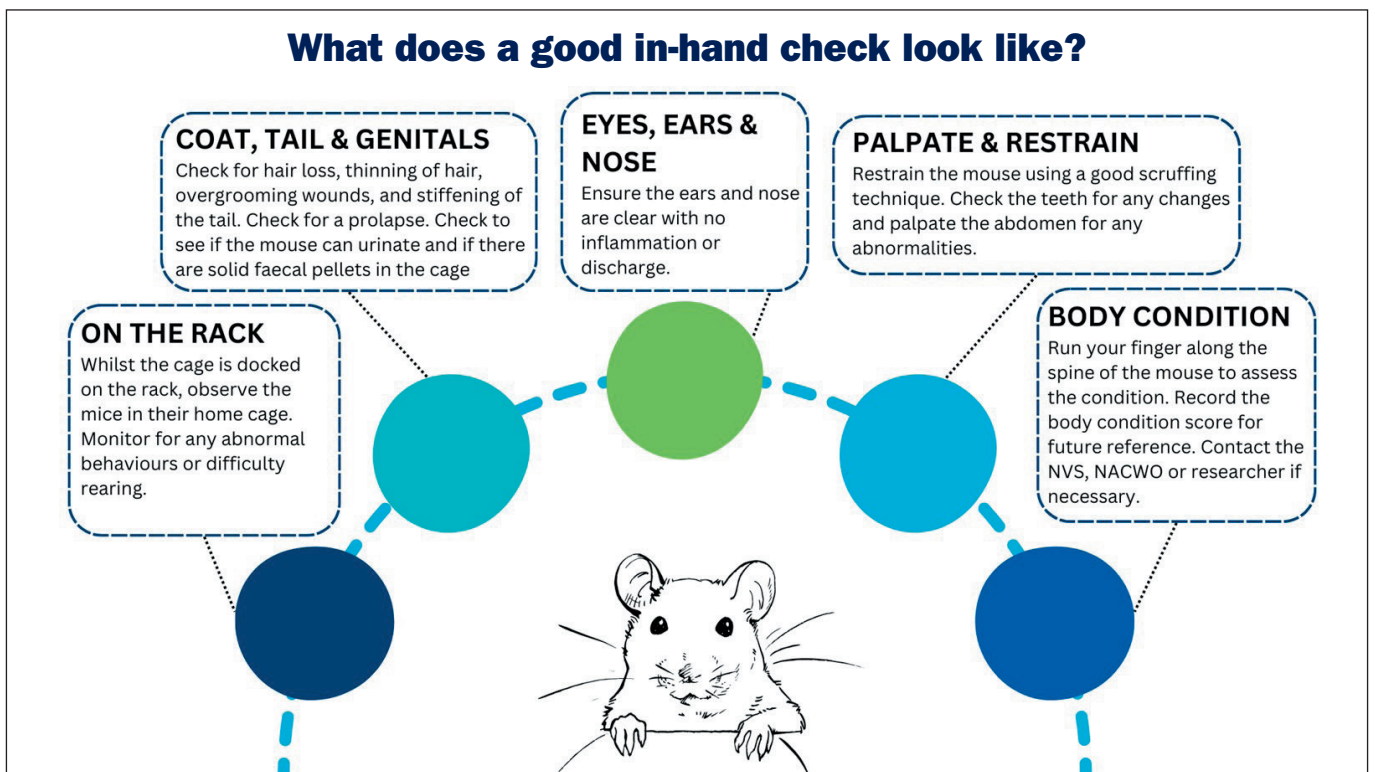 What does a good in-hand check look like?
ON THE RACK
Whilst the cage is docked
on the rack, observe the
mice in their home cage.
Monitor for any abnormal
behaviours or difficulty
rearing.
COAT, TAIL & GENITALS
Check for hair loss, thinning of hair,
overgrooming wounds, and stiffening of
the tail. Check for a prolapse. Check to
see if the mouse can urinate and if there
are solid faecal pellets in the cage
EYES, EARS &
NOSE
Ensure the ears and nose
are clear with no
inflammation or
discharge.
PALPATE & RESTRAIN
Restrain the mouse using a good scruffing
technique. Check the teeth for any changes
and palpate the abdomen for any
abnormalities.
BODY CONDITION
Run your finger along the
spine of the mouse to assess
the condition. Record the
body condition score for
future reference. Contact the
NVS, NACWO or researcher if
necessary.